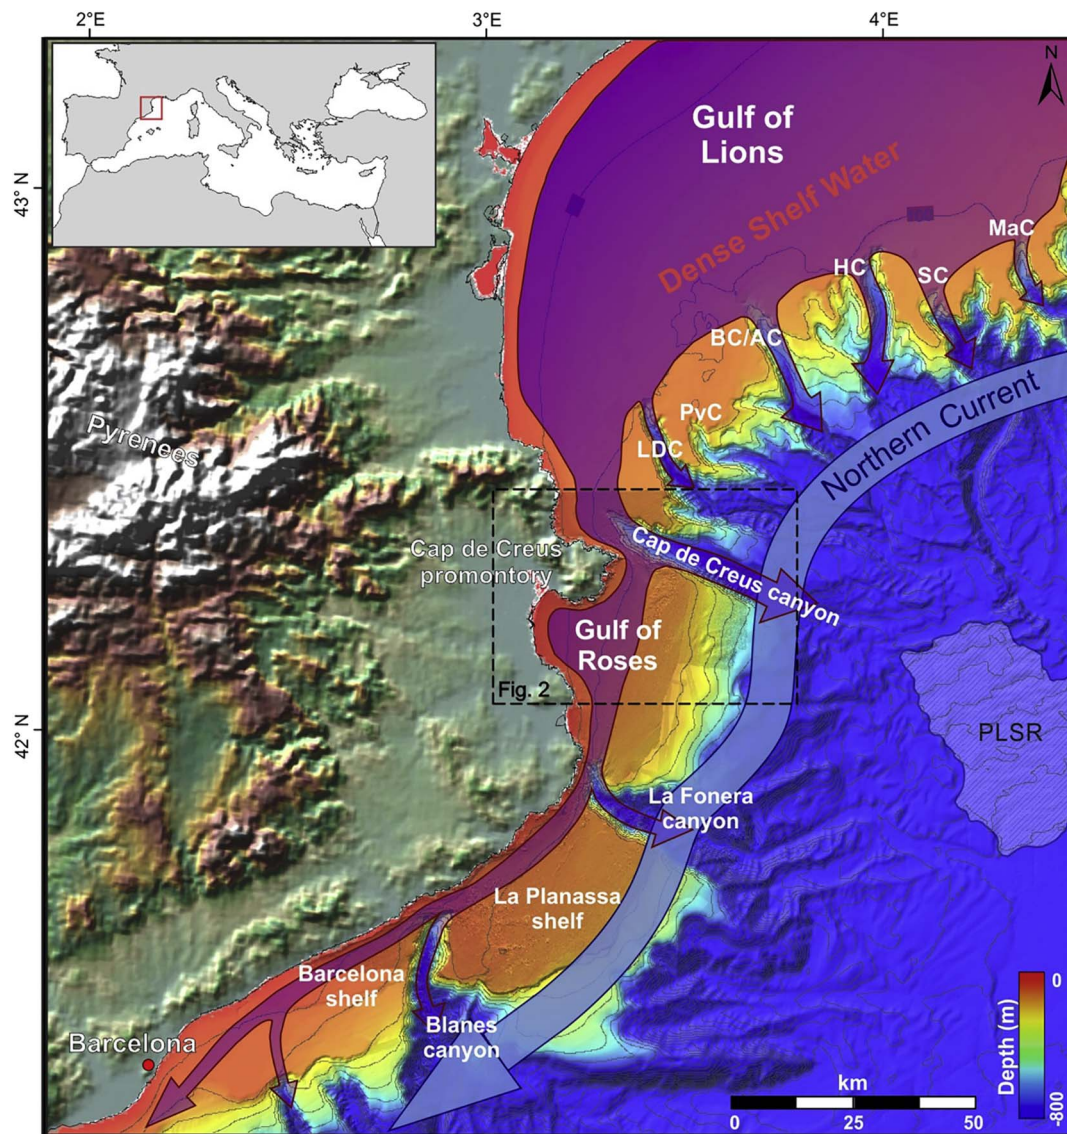 2° E
3° E
4° E
N
43° N
42° N
Gulf of
Lions
Dense Shelf Water
MaC
HC
SC
BC/AC
PvC
LDC
Northern Current
Pyrenees
Cap de Creus
promontory
Cap de Creus canyon
Gulf of
Roses
Fig. 2
PLSR
La Fonera
canyon
La Planassa
shelf
Barcelona
shelf
Blanes
canyon
Barcelona
km
0
25
50
Depth (m)
0
-800